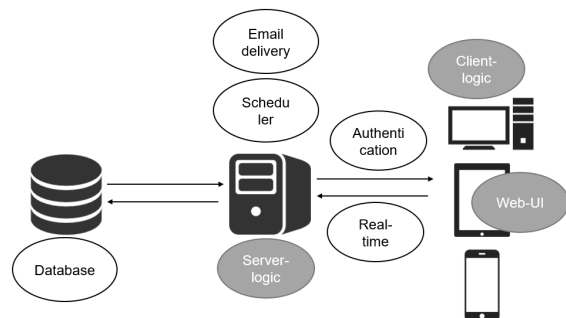 Email
delivery
Client-
logic
Schedu
ler
Authenti
cation
Web-UI
Real-
time
Database
Server-
logic